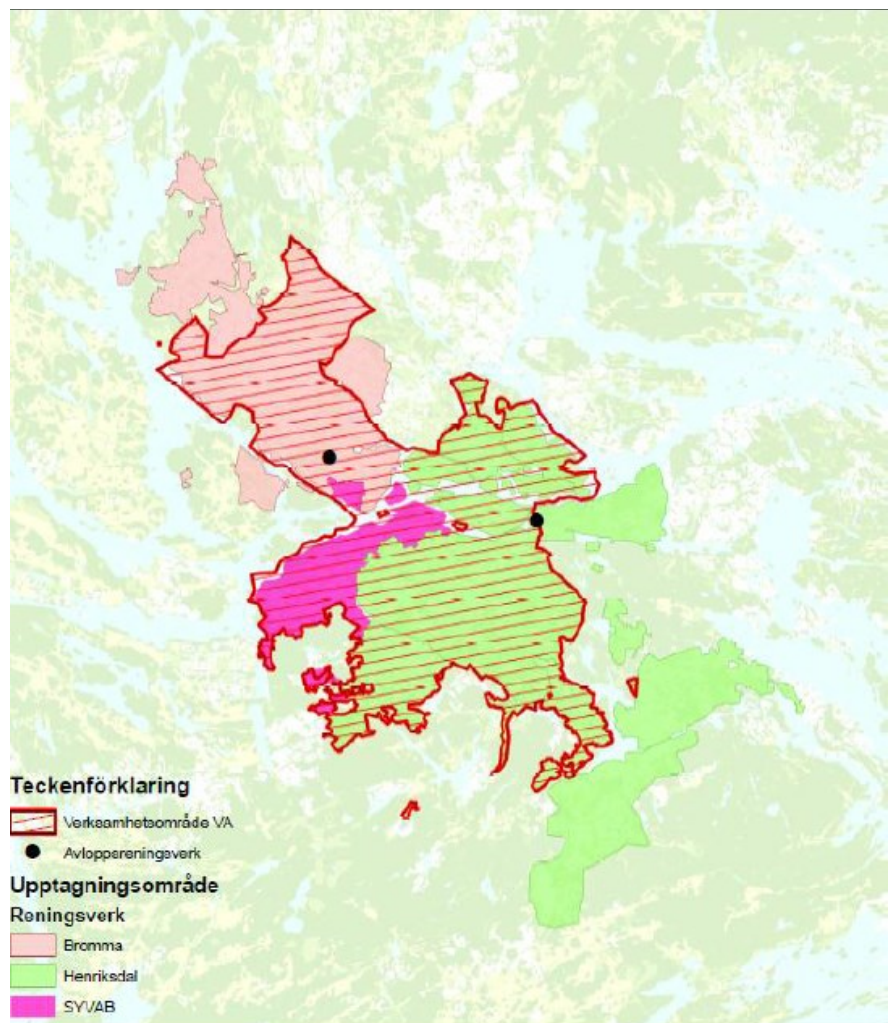 Teckenförklaring
Verksamhetsområde VA
Avloppsreningsverk
Upptagningsområde
Reningsverk
Bromma
Henriksdal
SYVAB